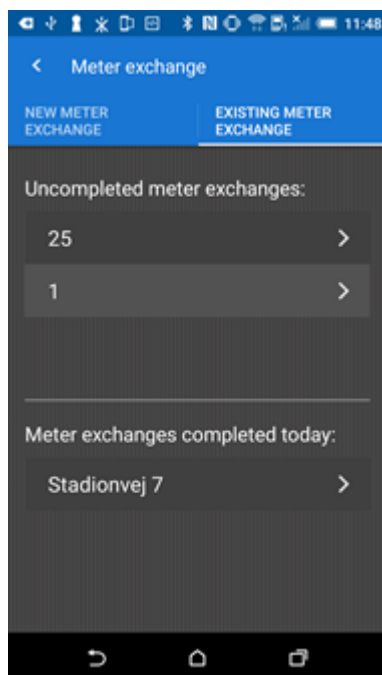 11:48
Meter exchange
NEW METER EXCHANGE
EXISTING METER EXCHANGE
Uncompleted meter exchanges:
25
1
Meter exchanges completed today:
Stadionvej 7